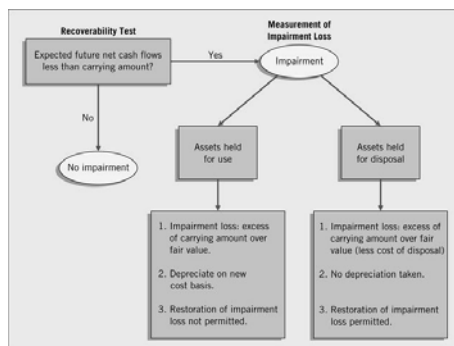 Recoverability Test
Expected future net cash flows
less than carrying amount?
Yes
Measurement of
Impairment Loss
Impairment
No
No impairment
Assets held
for use
Assets held
for disposal
1. Impairment loss: excess
of carrying amount over
fair value.
2. Depreciate on new
cost basis.
3. Restoration of impairment
loss not permitted.
1. Impairment loss: excess of
carrying amount over fair
value (less cost of disposal)
2. No depreciation taken.
3. Restoration of impairment
loss permitted.